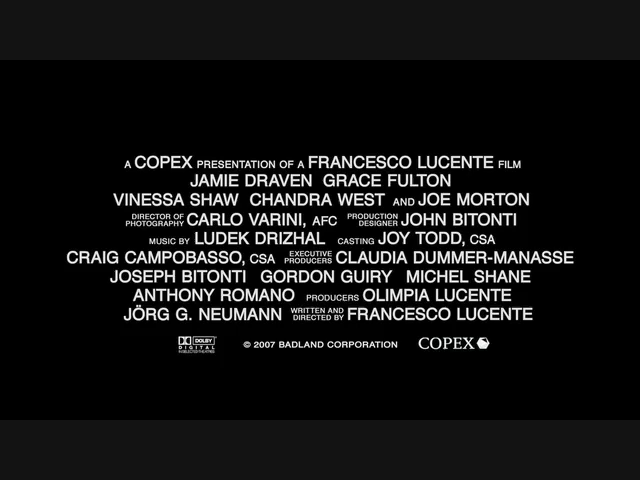 A COPEX PRESENTATION OF A FRANCESCO LUCENTE FILM
JAMIE DRAVEN GRACE FULTON
VINESSA SHAW CHANDRA WEST AND JOE MORTON
DIRECTOR OF PHOTOGRAPHY CARLO VARINI, AFC PRODUCTION DESIGNER JOHN BITONTI
MUSIC BY LUDEK DRIZHAL CASTING JOY TODD, CSA
CRAIG CAMPOBASSO, CSA EXECUTIVE PRODUCERS CLAUDIA DUMMER-MANASSE
JOSEPH BITONTI GORDON GUIRY MICHEL SHANE
ANTHONY ROMANO PRODUCERS OLIMPIA LUCENTE
JÖRG G. NEUMANN WRITTEN AND DIRECTED BY FRANCESCO LUCENTE
DOLBY DIGITAL IN SELECTED THEATRES © 2007 BADLAND CORPORATION COPEX